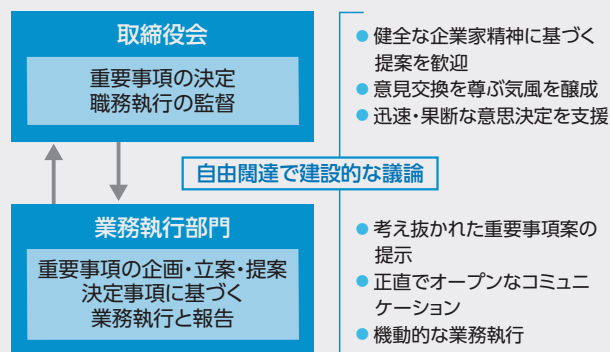 取締役会
重要事項の決定
職務執行の監督
● 健全な企業家精神に基づく
提案を歓迎
● 意見交換を尊ぶ気風を醸成
● 迅速・果断な意思決定を支援
自由闊達で建設的な議論
業務執行部門
重要事項の企画・立案・提案
決定事項に基づく
業務執行と報告
● 考え抜かれた重要事項案の
提示
● 正直でオープンなコミュニ
ケーション
● 機動的な業務執行